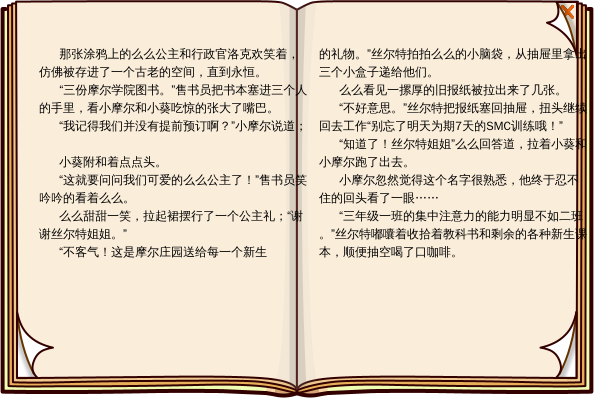 那张涂鸦上的么么公主和行政官洛克欢笑着，
仿佛被存进了一个古老的空间，直到永恒。
“三份摩尔学院图书。”售书员把书本塞进三个人
的手里，看小摩尔和小葵吃惊的张大了嘴巴。
“我记得我们并没有提前预订啊？”小摩尔说道；
小葵附和着点点头。
“这就要问问我们可爱的么么公主了！”售书员笑
吟吟的看着么么。
么么甜甜一笑，拉起裙摆行了一个公主礼；“谢
谢丝尔特姐姐。”
“不客气！这是摩尔庄园送给每一个新生
的礼物。”丝尔特拍拍么么的小脑袋，从抽屉里拿出
三个小盒子递给他们。
么么看见一摞厚的旧报纸被拉出来了几张。
“不好意思。”丝尔特把报纸塞回抽屉，扭头继续
回去工作“别忘了明天为期7天的SMC训练哦！”
“知道了！丝尔特姐姐”么么回答道，拉着小葵和
小摩尔跑了出去。
小摩尔忽然觉得这个名字很熟悉，他终于忍不
住的回头看了一眼……
“三年级一班的集中注意力的能力明显不如二班
。”丝尔特嘟囔着收拾着教科书和剩余的各种新生课
本，顺便抽空喝了口咖啡。